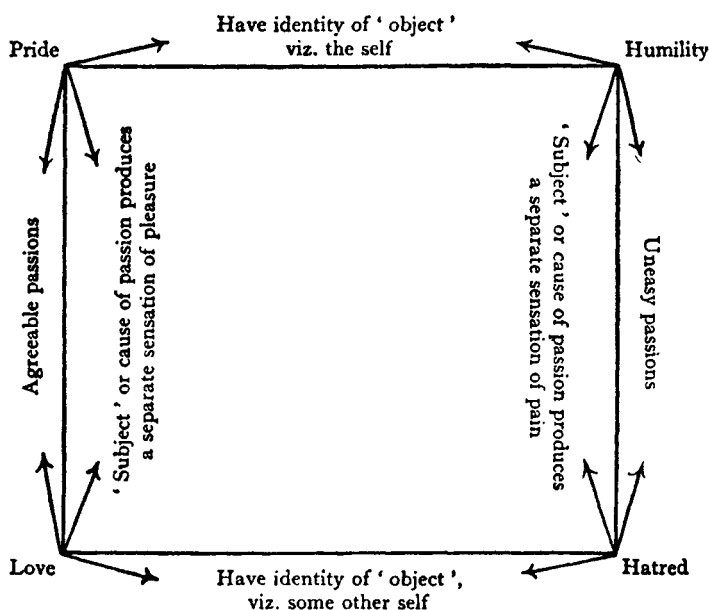 Have identity of ‘ object ’
viz. the self
Pride
Humility
Agreeable passions
‘ Subject ’ or cause of passion produces
a separate sensation of pleasure
‘ Subject ’ or cause of passion produces
a separate sensation of pain
Uneasy passions
Love
Hatred
Have identity of ‘ object ’,
viz. some other self